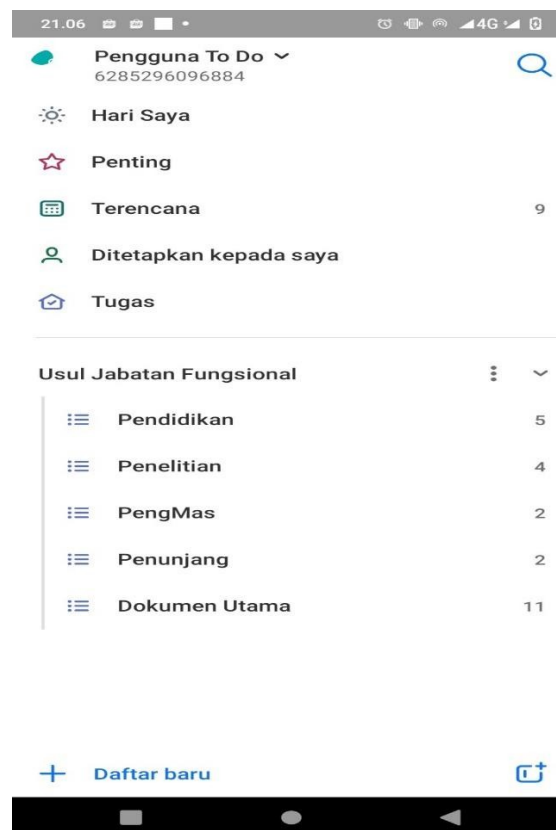 21.06 4G
Pengguna To Do
6285296096884
Hari Saya
Penting
Terencana 9
Ditetapkan kepada saya
Tugas
Usul Jabatan Fungsional
Pendidikan 5
Penelitian 4
PengMas 2
Penunjang 2
Dokumen Utama 11
Daftar baru